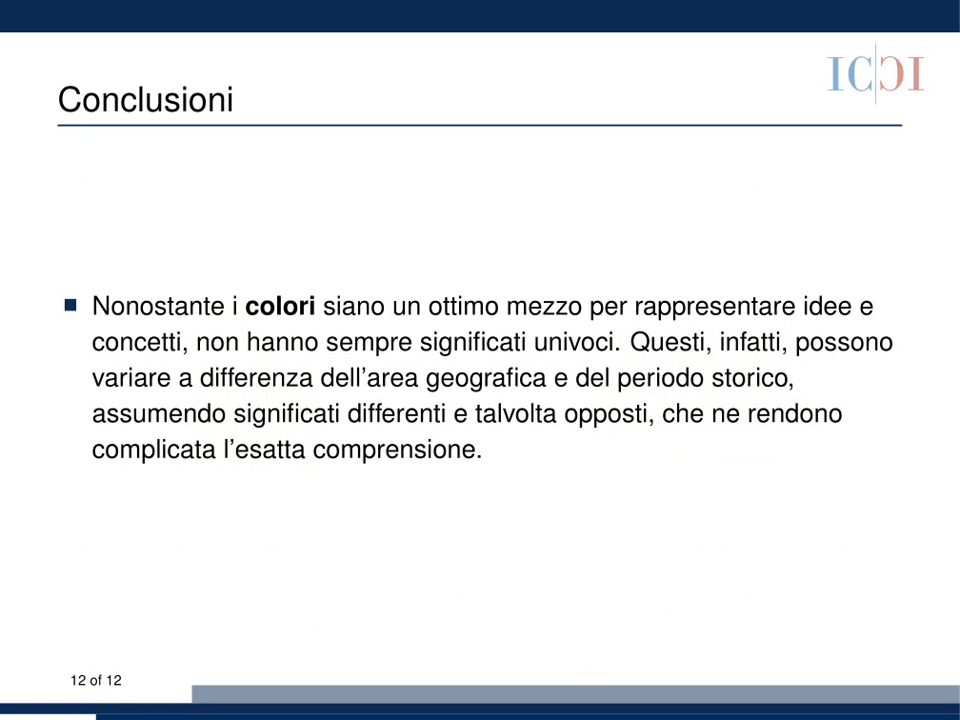 ICCI
Conclusioni
Nonostante i colori siano un ottimo mezzo per rappresentare idee e
concetti, non hanno sempre significati univoci. Questi, infatti, possono
variare a differenza dell'area geografica e del periodo storico,
assumendo significati differenti e talvolta opposti, che ne rendono
complicata l'esatta comprensione.
12 of 12